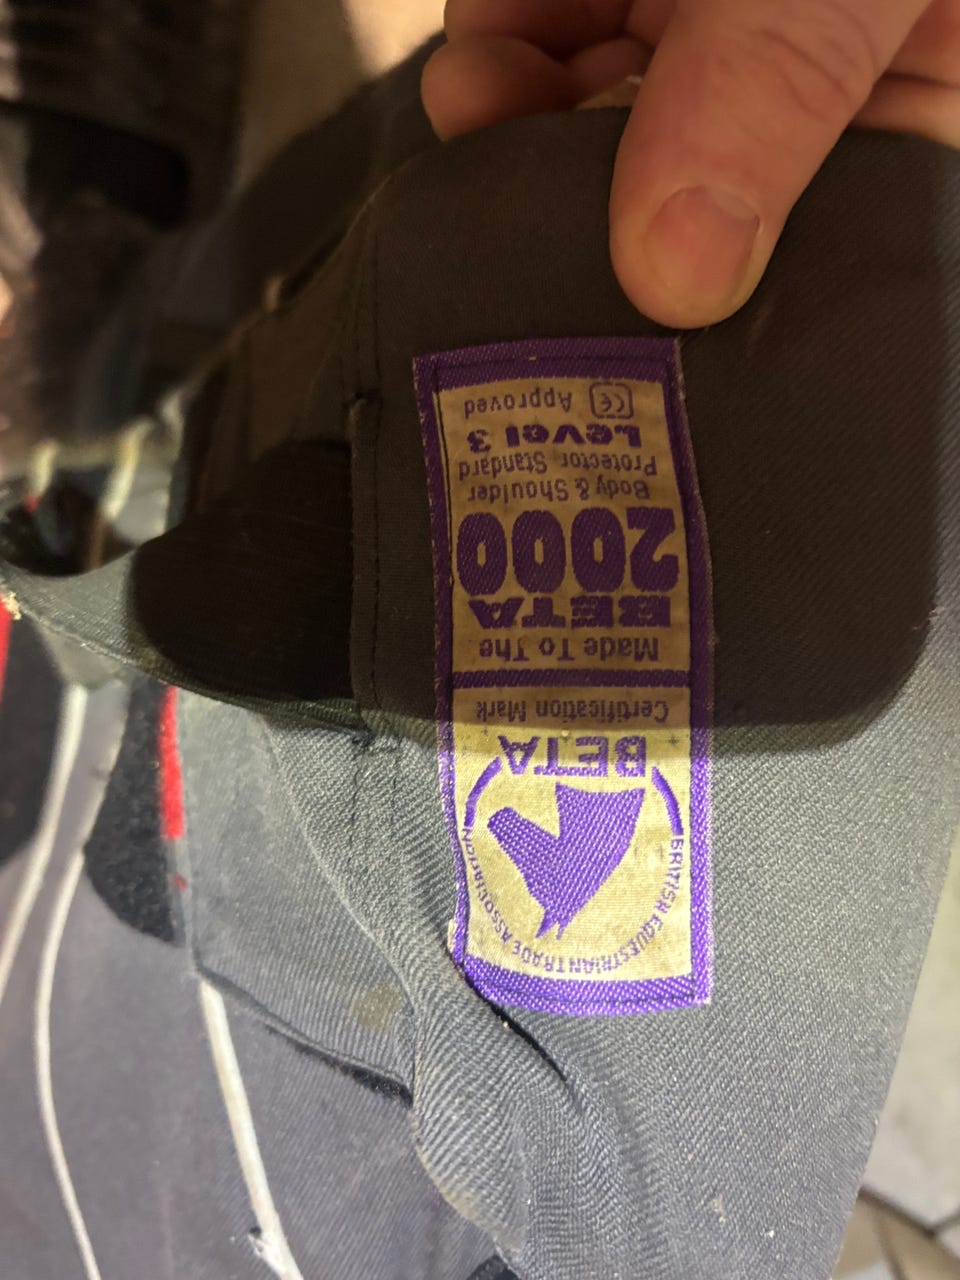 BRITISH EQUESTRIAN TRADE ASSOCIATION
BETA
Certification Mark
Made To The
BETA
2000
Body & Shoulder
Protector Standard
Level 3
CE
Approved